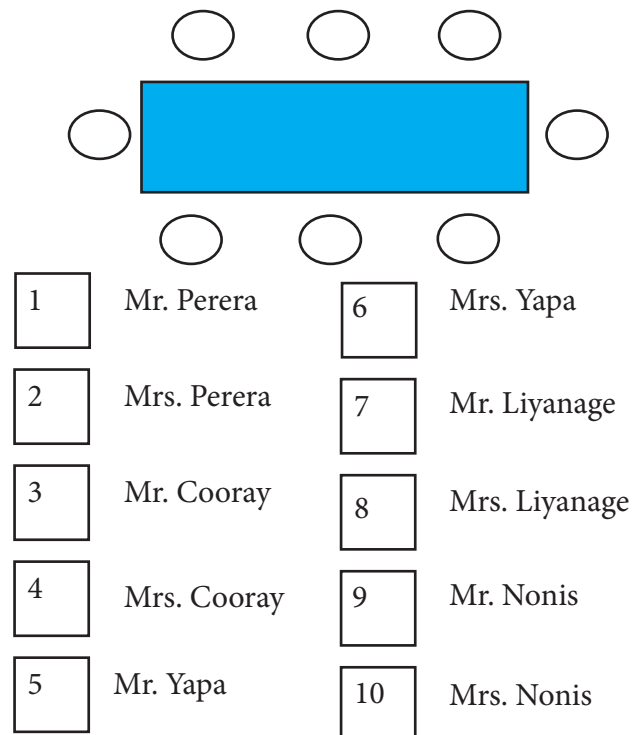 1 Mr. Perera
2 Mrs. Perera
3 Mr. Cooray
4 Mrs. Cooray
5 Mr. Yapa
6 Mrs. Yapa
7 Mr. Liyanage
8 Mrs. Liyanage
9 Mr. Nonis
10 Mrs. Nonis